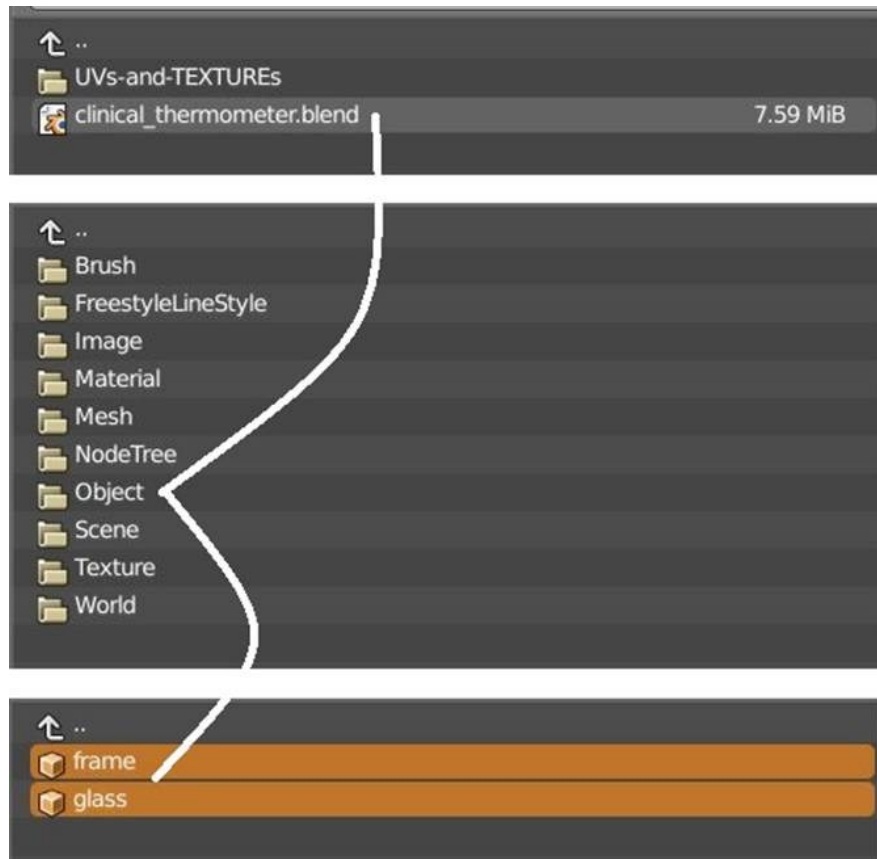 ..
UVs-and-TEXTUREs
clinical_thermometer.blend 7.59 MiB
..
Brush
FreestyleLineStyle
Image
Material
Mesh
NodeTree
Object
Scene
Texture
World
..
frame
glass